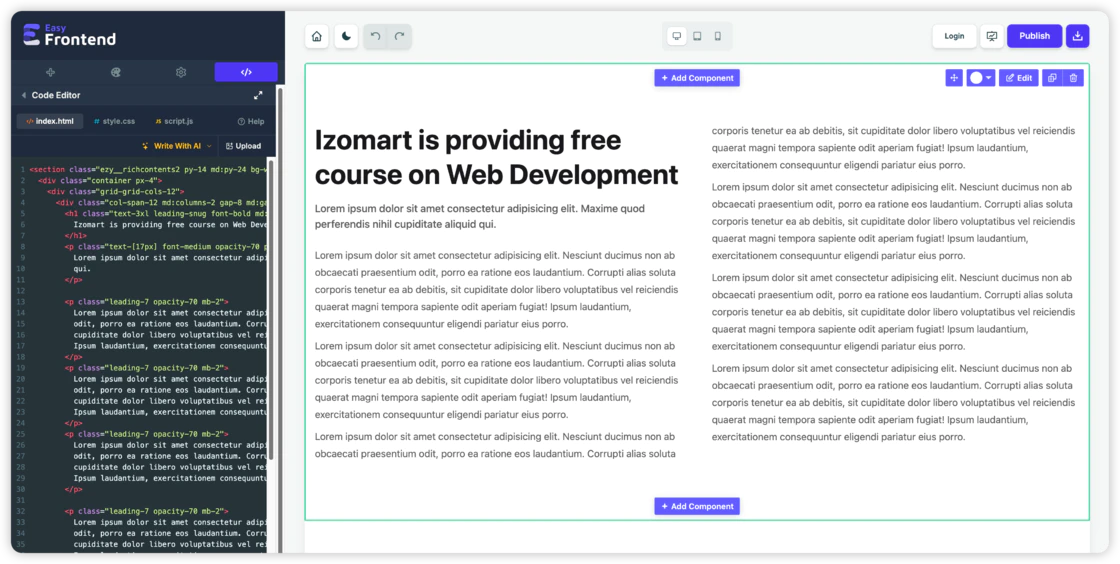 Easy
Frontend
Login
Publish
Code Editor
index.html
style.css
script.js
Help
Write With AI
Upload
1 <section class="ezy__richcontents2 py-14 md:py-24 bg-w
2 <div class="container px-4">
3 <div class="grid-grid-cols-12">
4 <div class="col-span-12 md:columns-2 gap-8 md:ga
5 <h1 class="text-3xl leading-snug font-bold md:
6 Izomart is providing free course on Web Deve
7 </h1>
8 <p class="text-[17px] font-medium opacity-70 p
9 Lorem ipsum dolor sit amet consectetur adipi
10 qui.
11 </p>
12
13 <p class="leading-7 opacity-70 mb-2">
14 Lorem ipsum dolor sit amet consectetur adipi
15 odit, porro ea ratione eos laudantium. Corru
16 cupiditate dolor libero voluptatibus vel rei
17 Ipsum laudantium, exercitationem consequuntu
18 </p>
19 <p class="leading-7 opacity-70 mb-2">
20 Lorem ipsum dolor sit amet consectetur adipi
21 odit, porro ea ratione eos laudantium. Corru
22 cupiditate dolor libero voluptatibus vel rei
23 Ipsum laudantium, exercitationem consequuntu
24 </p>
25 <p class="leading-7 opacity-70 mb-2">
26 Lorem ipsum dolor sit amet consectetur adipi
27 odit, porro ea ratione eos laudantium. Corru
28 cupiditate dolor libero voluptatibus vel rei
29 Ipsum laudantium, exercitationem consequuntu
30 </p>
31
32 <p class="leading-7 opacity-70 mb-2">
33 Lorem ipsum dolor sit amet consectetur adipi
34 odit, porro ea ratione eos laudantium. Corru
35 cupiditate dolor libero voluptatibus vel rei
+ Add Component
Edit
Izomart is providing free
course on Web Development
Lorem ipsum dolor sit amet consectetur adipisicing elit. Maxime quod
perferendis nihil cupiditate aliquid qui.
Lorem ipsum dolor sit amet consectetur adipisicing elit. Nesciunt ducimus non ab
obcaecati praesentium odit, porro ea ratione eos laudantium. Corrupti alias soluta
corporis tenetur ea ab debitis, sit cupiditate dolor libero voluptatibus vel reiciendis
quaerat magni tempora sapiente odit aperiam fugiat! Ipsum laudantium,
exercitationem consequuntur eligendi pariatur eius porro.
Lorem ipsum dolor sit amet consectetur adipisicing elit. Nesciunt ducimus non ab
obcaecati praesentium odit, porro ea ratione eos laudantium. Corrupti alias soluta
corporis tenetur ea ab debitis, sit cupiditate dolor libero voluptatibus vel reiciendis
quaerat magni tempora sapiente odit aperiam fugiat! Ipsum laudantium,
exercitationem consequuntur eligendi pariatur eius porro.
Lorem ipsum dolor sit amet consectetur adipisicing elit. Nesciunt ducimus non ab
obcaecati praesentium odit, porro ea ratione eos laudantium. Corrupti alias soluta
corporis tenetur ea ab debitis, sit cupiditate dolor libero voluptatibus vel reiciendis
quaerat magni tempora sapiente odit aperiam fugiat! Ipsum laudantium,
exercitationem consequuntur eligendi pariatur eius porro.
Lorem ipsum dolor sit amet consectetur adipisicing elit. Nesciunt ducimus non ab
obcaecati praesentium odit, porro ea ratione eos laudantium. Corrupti alias soluta
corporis tenetur ea ab debitis, sit cupiditate dolor libero voluptatibus vel reiciendis
quaerat magni tempora sapiente odit aperiam fugiat! Ipsum laudantium,
exercitationem consequuntur eligendi pariatur eius porro.
Lorem ipsum dolor sit amet consectetur adipisicing elit. Nesciunt ducimus non ab
obcaecati praesentium odit, porro ea ratione eos laudantium. Corrupti alias soluta
corporis tenetur ea ab debitis, sit cupiditate dolor libero voluptatibus vel reiciendis
quaerat magni tempora sapiente odit aperiam fugiat! Ipsum laudantium,
exercitationem consequuntur eligendi pariatur eius porro.
Lorem ipsum dolor sit amet consectetur adipisicing elit. Nesciunt ducimus non ab
obcaecati praesentium odit, porro ea ratione eos laudantium. Corrupti alias soluta
corporis tenetur ea ab debitis, sit cupiditate dolor libero voluptatibus vel reiciendis
quaerat magni tempora sapiente odit aperiam fugiat! Ipsum laudantium,
exercitationem consequuntur eligendi pariatur eius porro.
+ Add Component